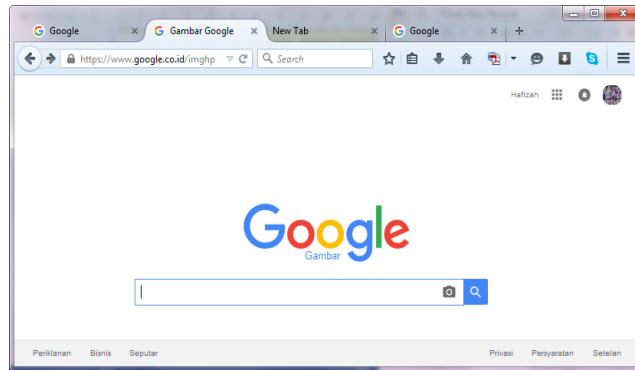 Google
Gambar Google
New Tab
Google
https://www.google.co.id/imghp
Search
Hafizah
Google
Gambar
Periklanan Bisnis Seputar
Privasi Persyaratan Setelan